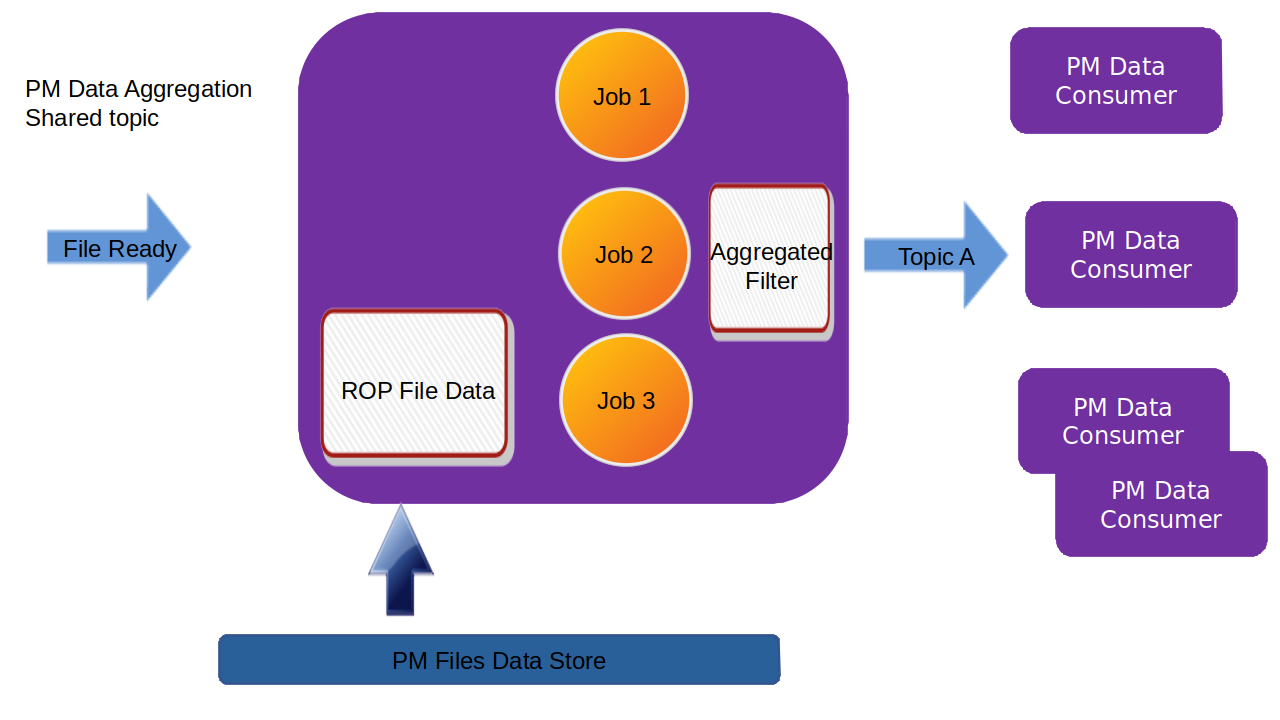 PM Data Aggregation
Shared topic
File Ready
Job 1
Job 2
Job 3
ROP File Data
Aggregated
Filter
Topic A
PM Data
Consumer
PM Data
Consumer
PM Data
Consumer
PM Data
Consumer
PM Files Data Store